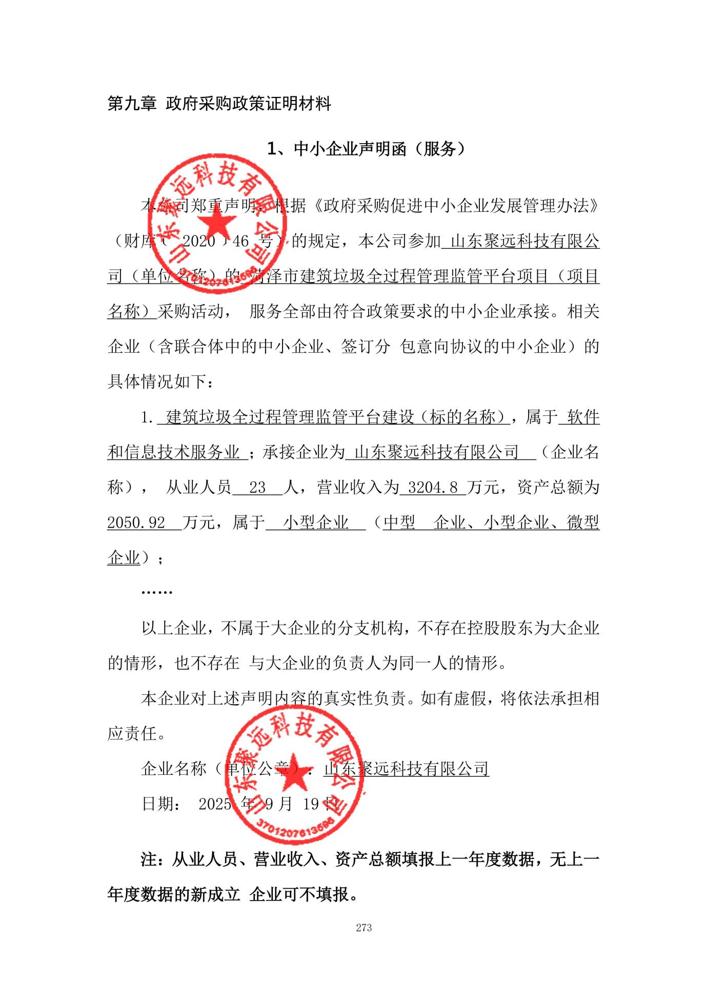 第九章 政府采购政策证明材料
1、中小企业声明函（服务）
本公司郑重声明，根据《政府采购促进中小企业发展管理办法》
（财库﹝2020﹞46 号）的规定，本公司参加 山东聚远科技有限公
司（单位名称）的 菏泽市建筑垃圾全过程管理监管平台项目（项目
名称）采购活动， 服务全部由符合政策要求的中小企业承接。相关
企业（含联合体中的中小企业、签订分 包意向协议的中小企业）的
具体情况如下：
1. 建筑垃圾全过程管理监管平台建设（标的名称），属于 软件
和信息技术服务业 ；承接企业为 山东聚远科技有限公司 （企业名
称）， 从业人员 23 人，营业收入为 3204.8 万元，资产总额为
2050.92 万元，属于 小型企业 （中型 企业、小型企业、微型
企业）；
……
以上企业，不属于大企业的分支机构，不存在控股股东为大企业
的情形，也不存在 与大企业的负责人为同一人的情形。
本企业对上述声明内容的真实性负责。如有虚假，将依法承担相
应责任。
企业名称（单位公章）：山东聚远科技有限公司
日期： 2025 年 9 月 19 日
注：从业人员、营业收入、资产总额填报上一年度数据，无上一
年度数据的新成立 企业可不填报。
273
山东聚远科技有限公司
山东聚远科技有限公司